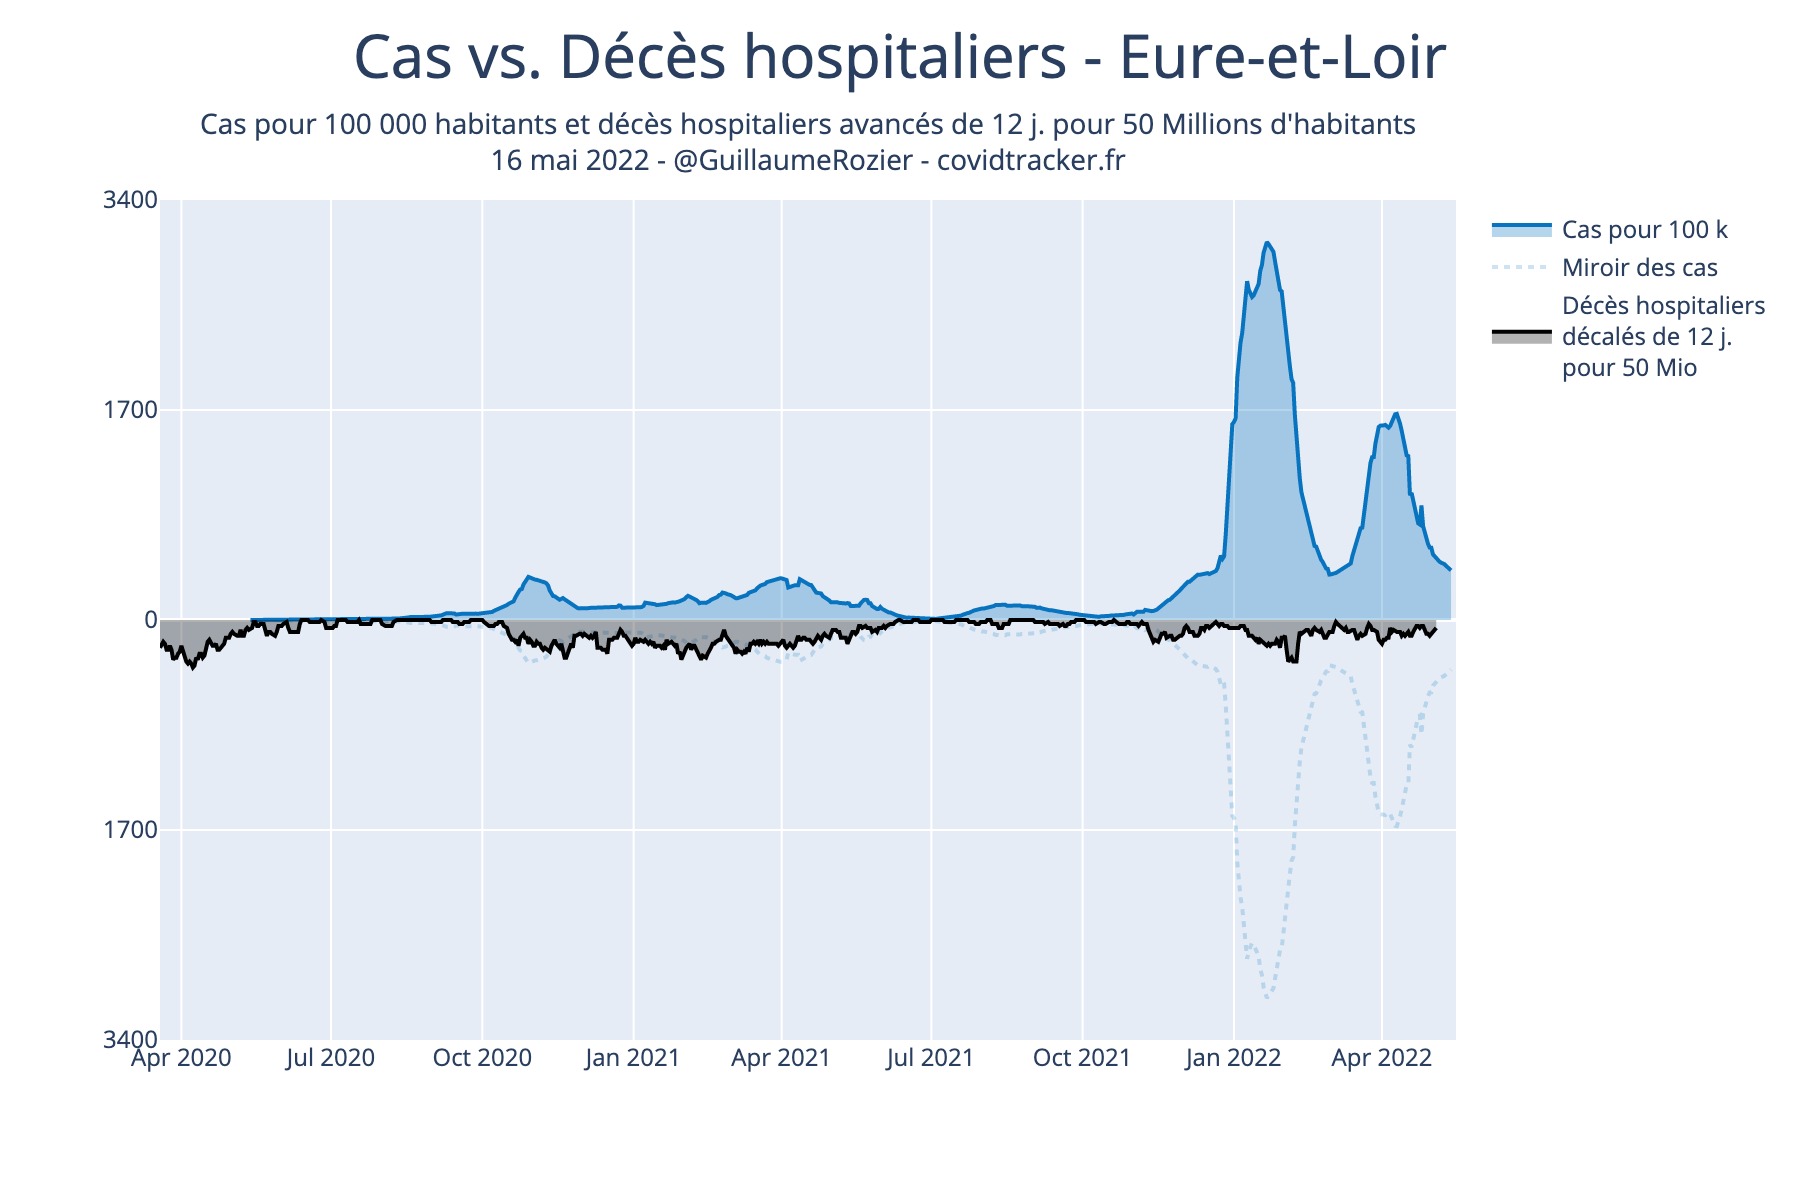 Cas vs. Décès hospitaliers - Eure-et-Loir
Cas pour 100 000 habitants et décès hospitaliers avancés de 12 j. pour 50 Millions d'habitants
16 mai 2022 - @GuillaumeRozier - covidtracker.fr
3400
1700
0
1700
3400
Apr 2020
Jul 2020
Oct 2020
Jan 2021
Apr 2021
Jul 2021
Oct 2021
Jan 2022
Apr 2022
Cas pour 100 k
Miroir des cas
Décès hospitaliers
décalés de 12 j.
pour 50 Mio